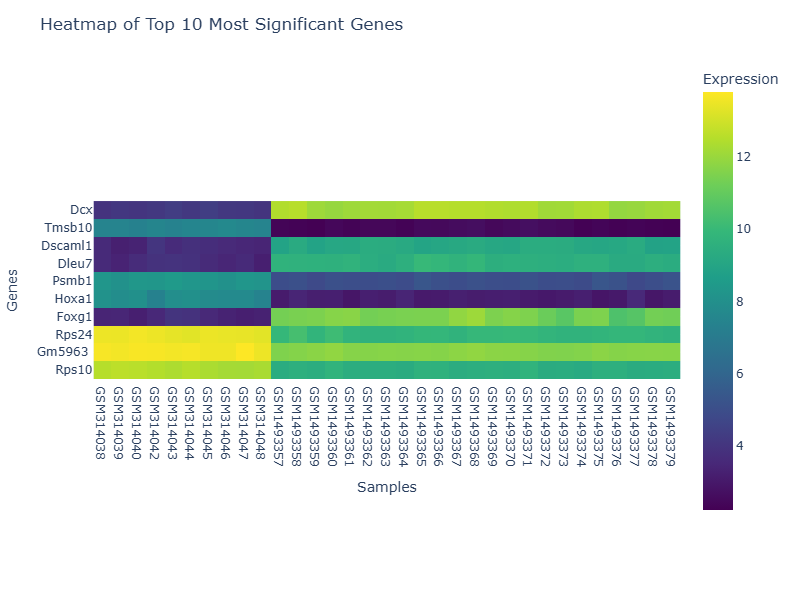 Heatmap of Top 10 Most Significant Genes
Expression
12
10
8
6
4
Genes
Dcx
Tmsb10
Dscaml1
Dleu7
Psmb1
Hoxa1
Foxg1
Rps24
Gm5963
Rps10
GSM314038
GSM314039
GSM314040
GSM314042
GSM314043
GSM314044
GSM314045
GSM314046
GSM314047
GSM314048
GSM1493357
GSM1493358
GSM1493359
GSM1493360
GSM1493361
GSM1493362
GSM1493363
GSM1493364
GSM1493365
GSM1493366
GSM1493367
GSM1493368
GSM1493369
GSM1493370
GSM1493371
GSM1493372
GSM1493373
GSM1493374
GSM1493375
GSM1493376
GSM1493377
GSM1493378
GSM1493379
Samples